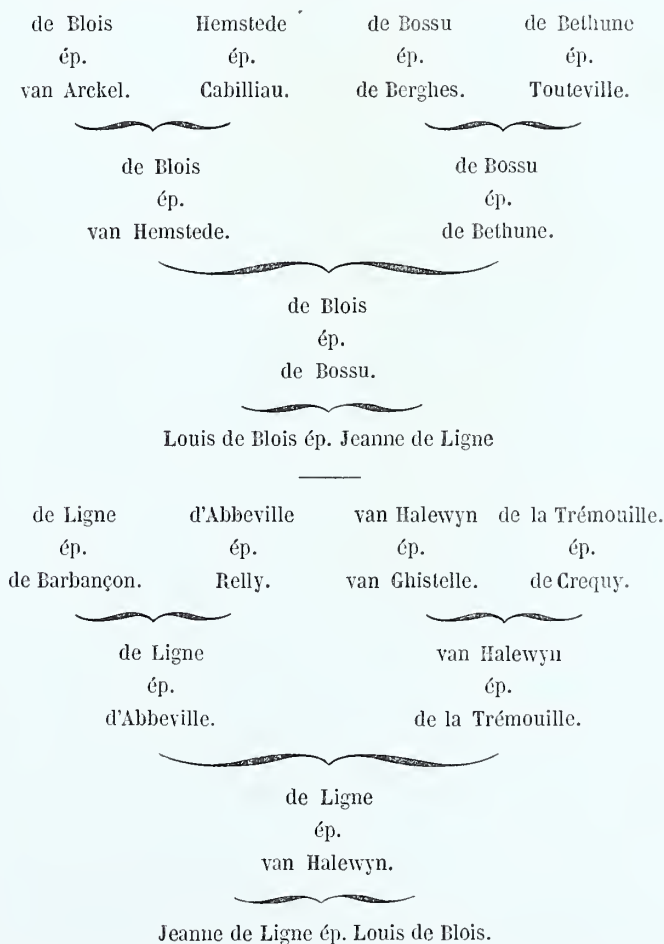 de Blois Hemstede de Bossu de Bethune
ép. ép. ép. ép.
van Arckel. Cabilliau. de Berghes. Touteville.
de Blois de Bossu
ép. ép.
van Hemstede. de Bethune.
de Blois
ép.
de Bossu.
Louis de Blois ép. Jeanne de Ligne
de Ligne d'Abbeville van Halewyn de la Trémouille.
ép. ép. ép. ép.
de Barbançon. Relly. van Ghistelle. de Crequy.
de Ligne van Halewyn
ép. ép.
d'Abbeville. de la Trémouille.
de Ligne
ép.
van Halewyn.
Jeanne de Ligne ép. Louis de Blois.